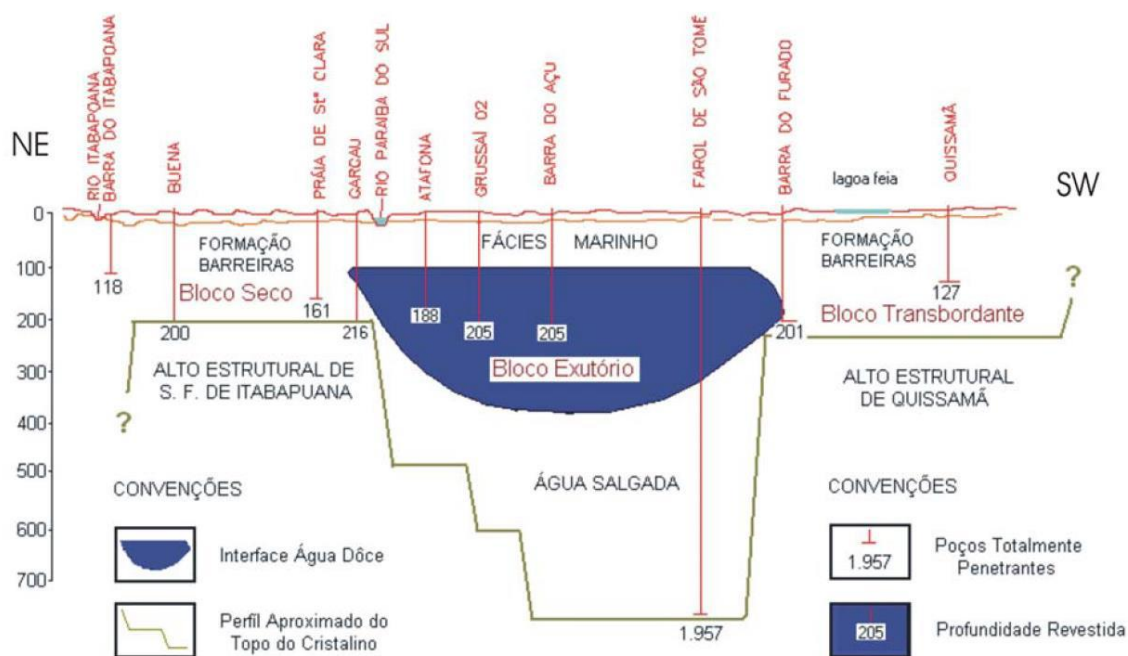 NE
RIO ITABAPOANA
BARRA DO ITABAPOANA
BUENA
PRÁIA DE Stª CLARA
GARGAU
RIO PARAIBA DO SUL
ATAFONA
GRUSSAÍ 02
BARRA DO AÇU
FAROL DE SÃO TOMÉ
BARRA DO FURADO
lagoa feia
QUISSAMÃ
SW
0
100
200
300
400
500
600
700
FORMAÇÃO
BARREIRAS
FÁCIES MARINHO
FORMAÇÃO
BARREIRAS
118
Bloco Seco
161
188
205
205
127
?
200
216
201
Bloco Transbordante
Bloco Exutório
ALTO ESTRUTURAL DE
S. F. DE ITABAPUANA
ALTO ESTRUTURAL
DE QUISSAMÃ
?
ÁGUA SALGADA
1.957
CONVENÇÕES
Interface Água Dôce
Perfil Aproximado do
Topo do Cristalino
CONVENÇÕES
1.957
Poços Totalmente
Penetrantes
205
Profundidade Revestida